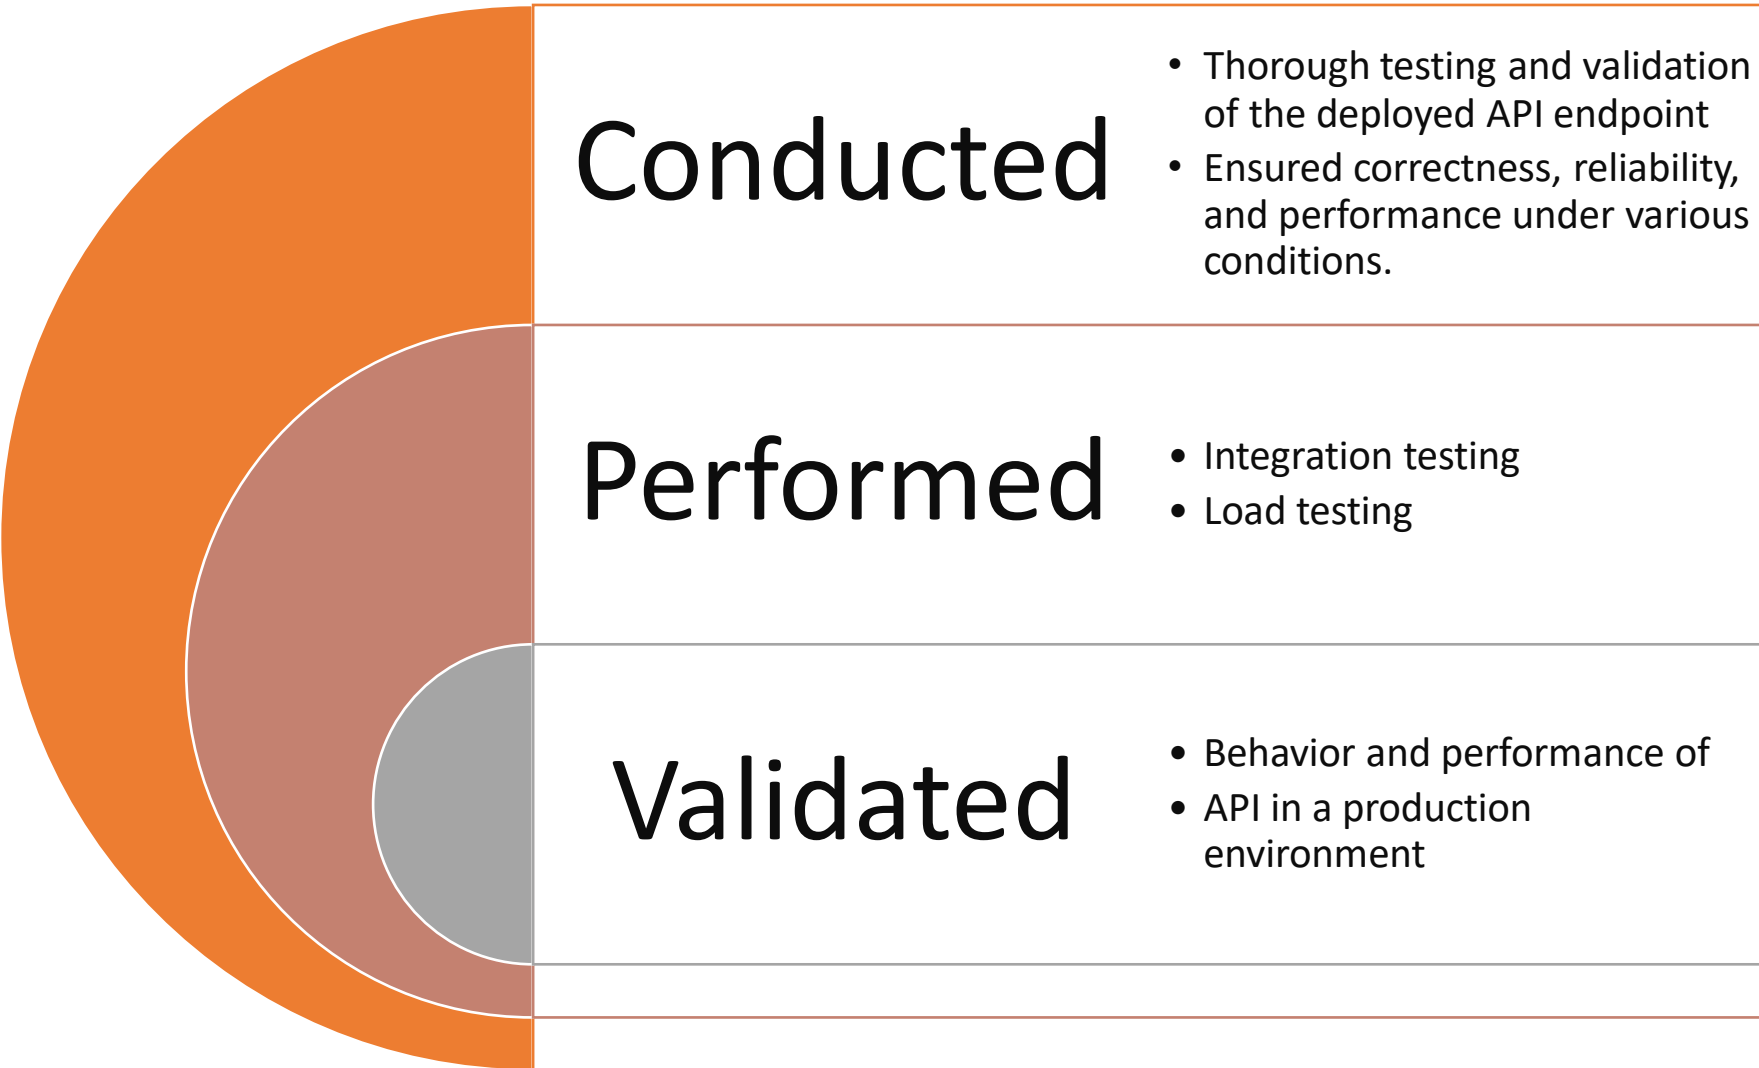 Conducted
• Thorough testing and validation
of the deployed API endpoint
• Ensured correctness, reliability,
and performance under various
conditions.
Performed
• Integration testing
• Load testing
Validated
• Behavior and performance of
• API in a production
environment